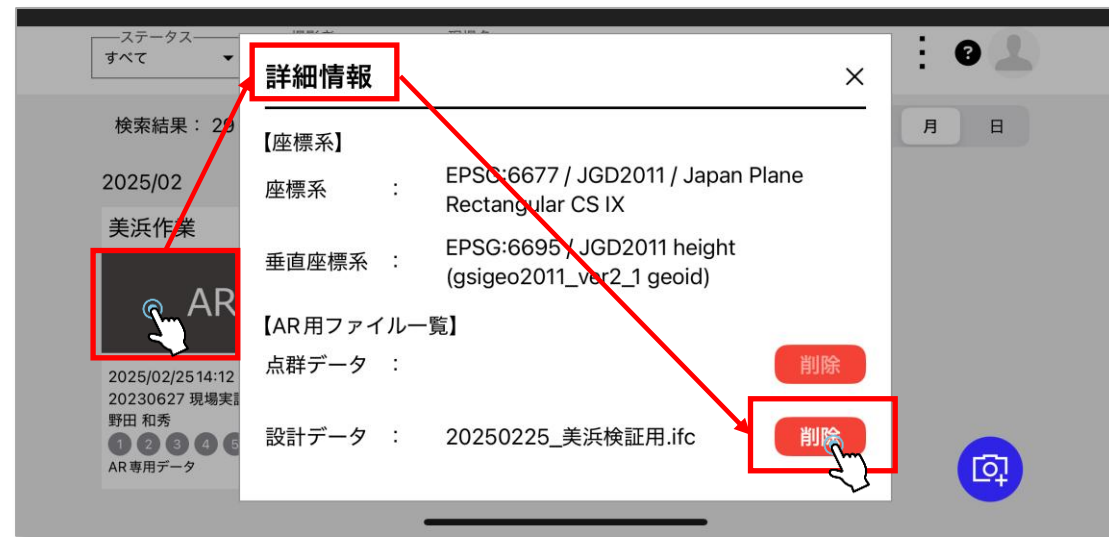 ステータス
すべて
詳細情報
検索結果： 29
月 日
【座標系】
座標系 : EPSG:6677 / JGD2011 / Japan Plane
Rectangular CS IX
垂直座標系 : EPSG:6695 / JGD2011 height
(gsigeo2011_ver2_1 geoid)
【AR用ファイル一覧】
点群データ : 削除
設計データ : 20250225_美浜検証用.ifc 削除
2025/02
美浜作業
AR
2025/02/25 14:12
20230627 現場実
野田 和秀
1 2 3 4 5
AR専用データ